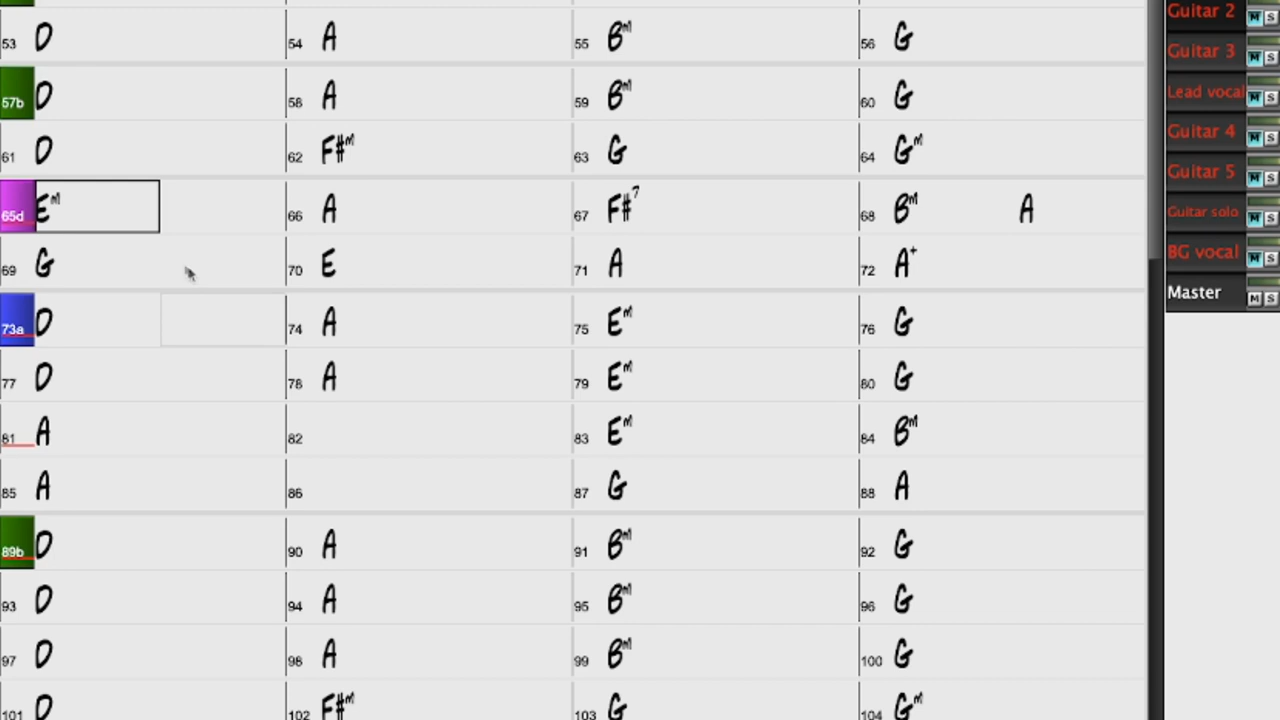 53 D 54 A 55 Bm 56 G
57b D 58 A 59 Bm 60 G
61 D 62 F#m 63 G 64 Gm
65d Em 66 A 67 F#7 68 Bm A
69 G 70 E 71 A 72 A+
73a D 74 A 75 Em 76 G
77 D 78 A 79 Em 80 G
81 A 82 83 Em 84 Bm
85 A 86 87 G 88 A
89b D 90 A 91 Bm 92 G
93 D 94 A 95 Bm 96 G
97 D 98 A 99 Bm 100 G
101 D 102 F#m 103 G 104 Gm
Guitar 2 M S
Guitar 3 M S
Lead vocal M S
Guitar 4 M S
Guitar 5 M S
Guitar solo M S
BG vocal M S
Master M S